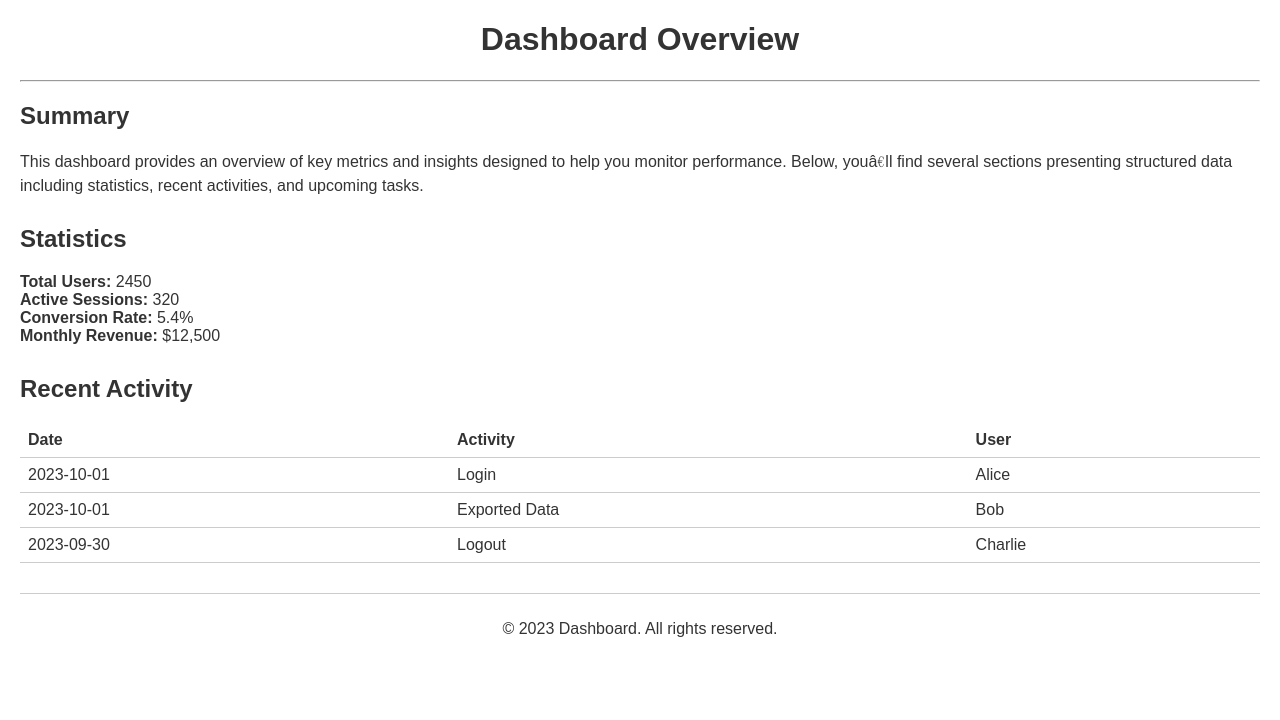 Dashboard Overview
Summary
This dashboard provides an overview of key metrics and insights designed to help you monitor performance. Below, youâ€ll find several sections presenting structured data
including statistics, recent activities, and upcoming tasks.
Statistics
Total Users: 2450
Active Sessions: 320
Conversion Rate: 5.4%
Monthly Revenue: $12,500
Recent Activity
Date Activity User
2023-10-01 Login Alice
2023-10-01 Exported Data Bob
2023-09-30 Logout Charlie
© 2023 Dashboard. All rights reserved.